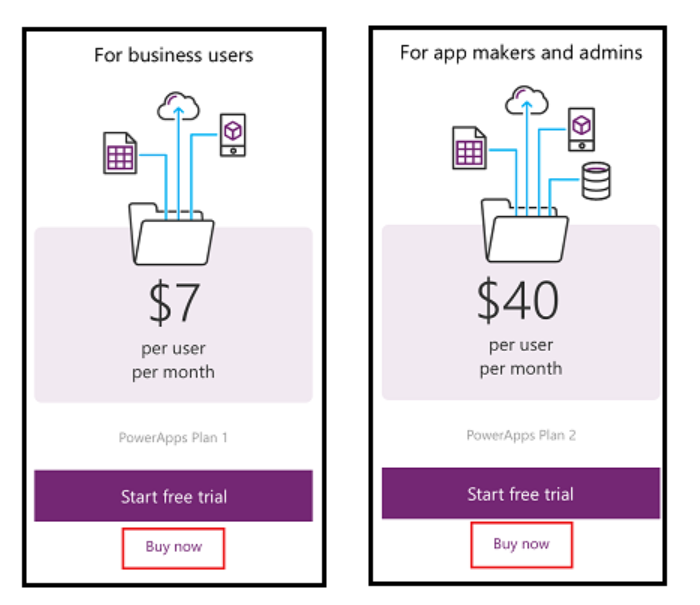 For business users
$7
per user
per month
PowerApps Plan 1
Start free trial
Buy now
For app makers and admins
$40
per user
per month
PowerApps Plan 2
Start free trial
Buy now